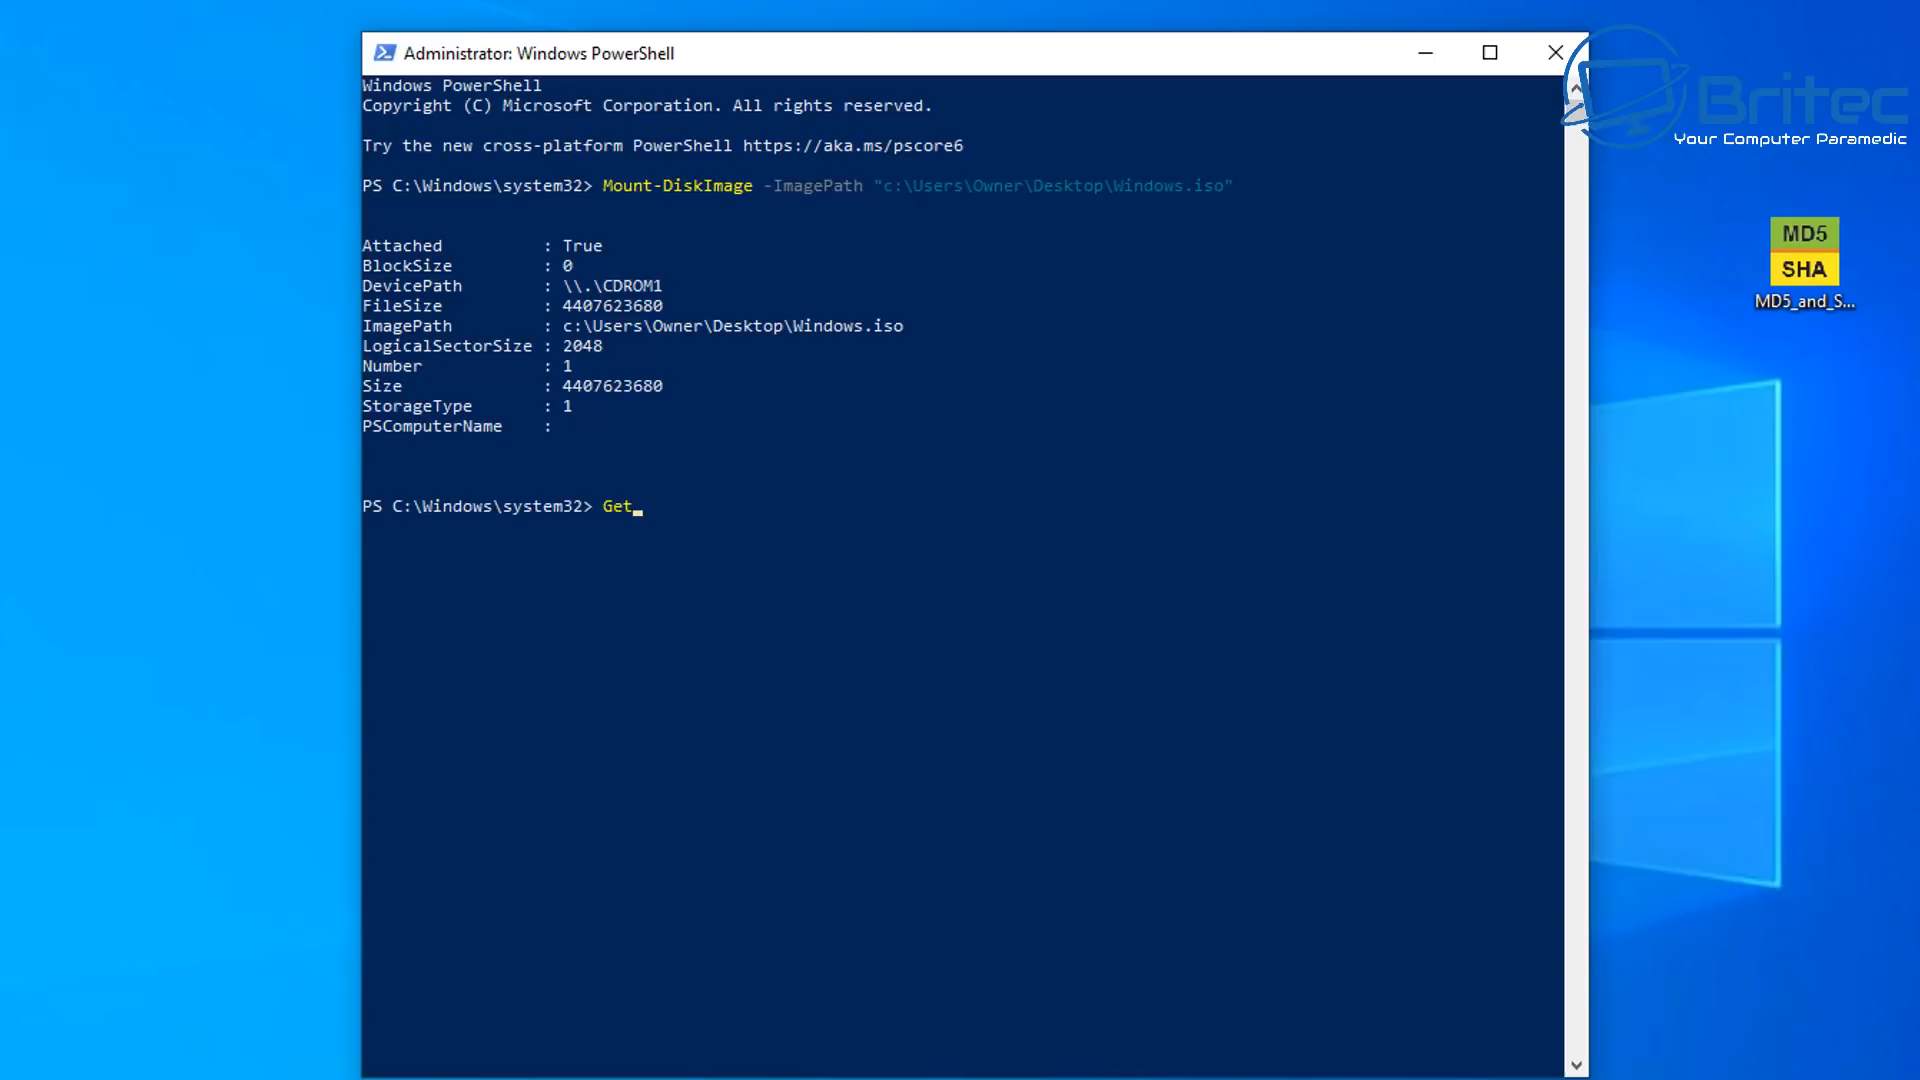 Administrator: Windows PowerShell
Windows PowerShell
Copyright (C) Microsoft Corporation. All rights reserved.
Try the new cross-platform PowerShell https://aka.ms/pscore6
PS C:\Windows\system32> Mount-DiskImage -ImagePath "c:\Users\Owner\Desktop\Windows.iso"
Attached : True
BlockSize : 0
DevicePath : \\.\CDROM1
FileSize : 4407623680
ImagePath : c:\Users\Owner\Desktop\Windows.iso
LogicalSectorSize : 2048
Number : 1
Size : 4407623680
StorageType : 1
PSComputerName :
PS C:\Windows\system32> Get_
Britec
Your Computer Paramedic
MD5
SHA
MD5_and_S...